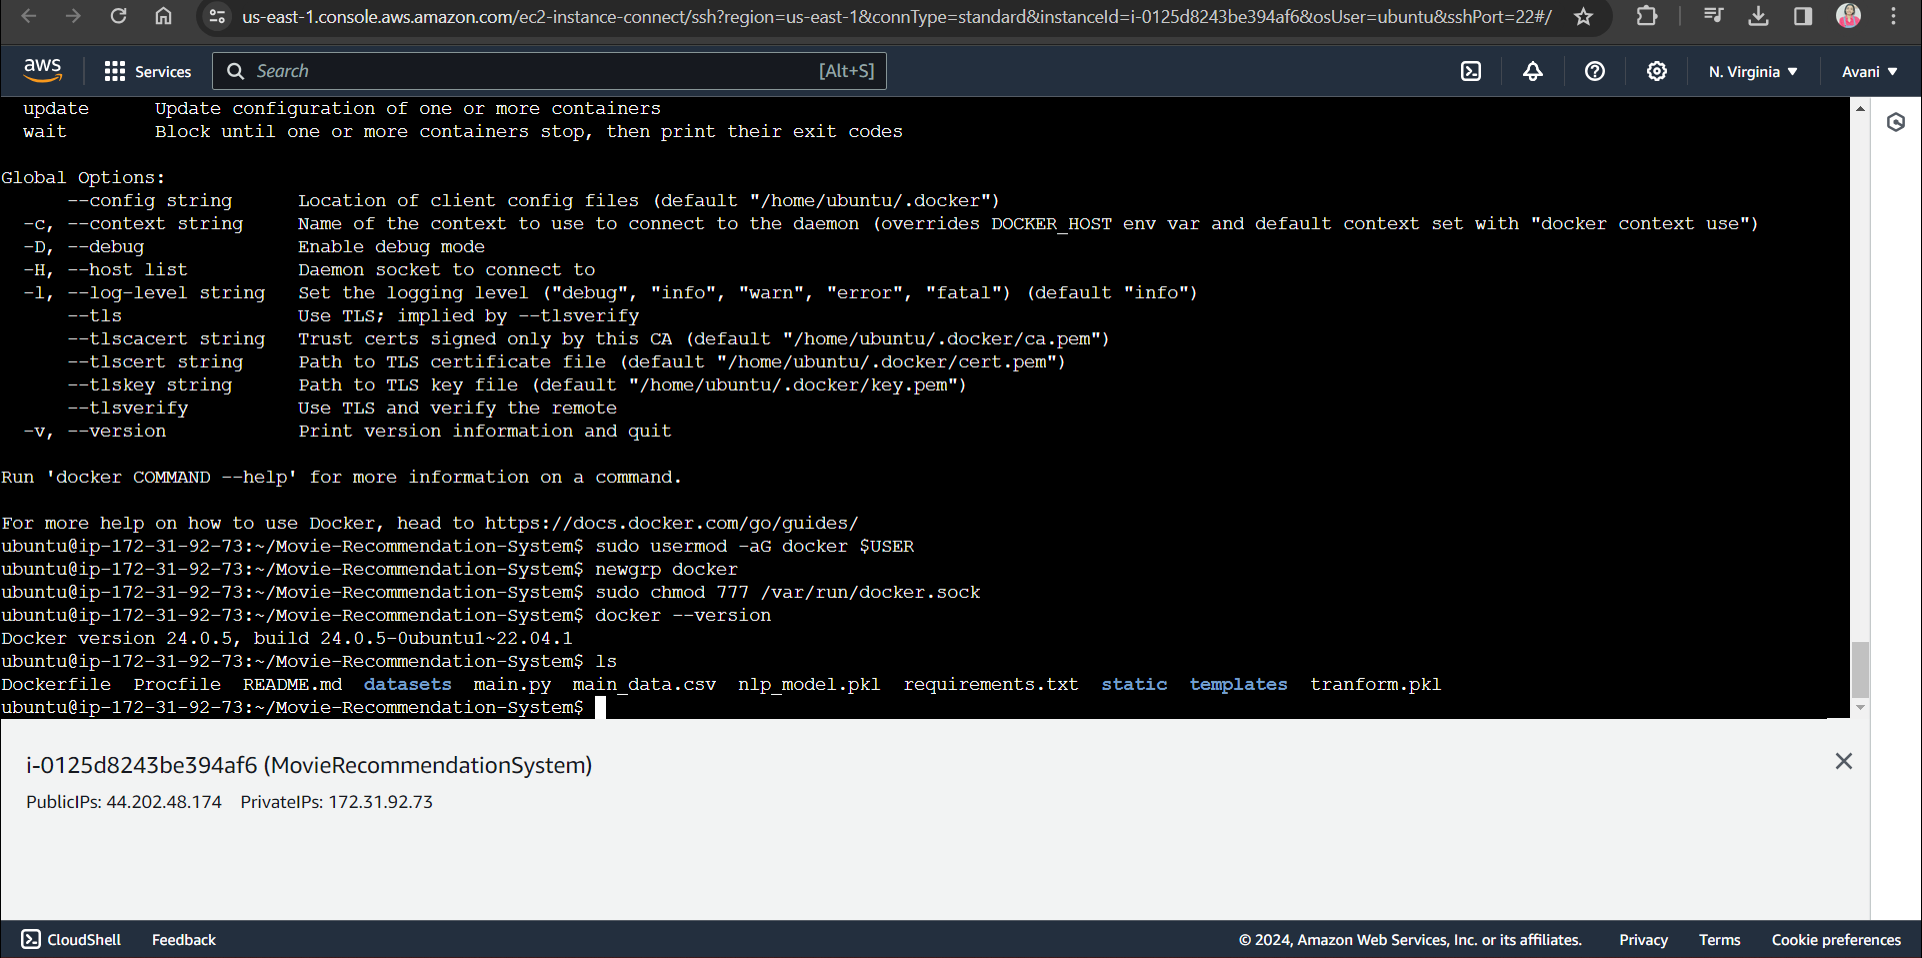 us-east-1.console.aws.amazon.com/ec2-instance-connect/ssh?region=us-east-1&connType=standard&instanceId=i-0125d8243be394af6&osUser=ubuntu&sshPort=22#/
aws Services Search [Alt+S] N. Virginia Avani
update Update configuration of one or more containers
wait Block until one or more containers stop, then print their exit codes
Global Options:
--config string Location of client config files (default "/home/ubuntu/.docker")
-c, --context string Name of the context to use to connect to the daemon (overrides DOCKER_HOST env var and default context set with "docker context use")
-D, --debug Enable debug mode
-H, --host list Daemon socket to connect to
-l, --log-level string Set the logging level ("debug", "info", "warn", "error", "fatal") (default "info")
--tls Use TLS; implied by --tlsverify
--tlscacert string Trust certs signed only by this CA (default "/home/ubuntu/.docker/ca.pem")
--tlscert string Path to TLS certificate file (default "/home/ubuntu/.docker/cert.pem")
--tlskey string Path to TLS key file (default "/home/ubuntu/.docker/key.pem")
--tlsverify Use TLS and verify the remote
-v, --version Print version information and quit
Run 'docker COMMAND --help' for more information on a command.
For more help on how to use Docker, head to https://docs.docker.com/go/guides/
ubuntu@ip-172-31-92-73:~/Movie-Recommendation-System$ sudo usermod -aG docker $USER
ubuntu@ip-172-31-92-73:~/Movie-Recommendation-System$ newgrp docker
ubuntu@ip-172-31-92-73:~/Movie-Recommendation-System$ sudo chmod 777 /var/run/docker.sock
ubuntu@ip-172-31-92-73:~/Movie-Recommendation-System$ docker --version
Docker version 24.0.5, build 24.0.5-0ubuntu1~22.04.1
ubuntu@ip-172-31-92-73:~/Movie-Recommendation-System$ ls
Dockerfile Procfile README.md datasets main.py main_data.csv nlp_model.pkl requirements.txt static templates tranform.pkl
ubuntu@ip-172-31-92-73:~/Movie-Recommendation-System$
i-0125d8243be394af6 (MovieRecommendationSystem)
PublicIPs: 44.202.48.174 PrivateIPs: 172.31.92.73
CloudShell Feedback © 2024, Amazon Web Services, Inc. or its affiliates. Privacy Terms Cookie preferences